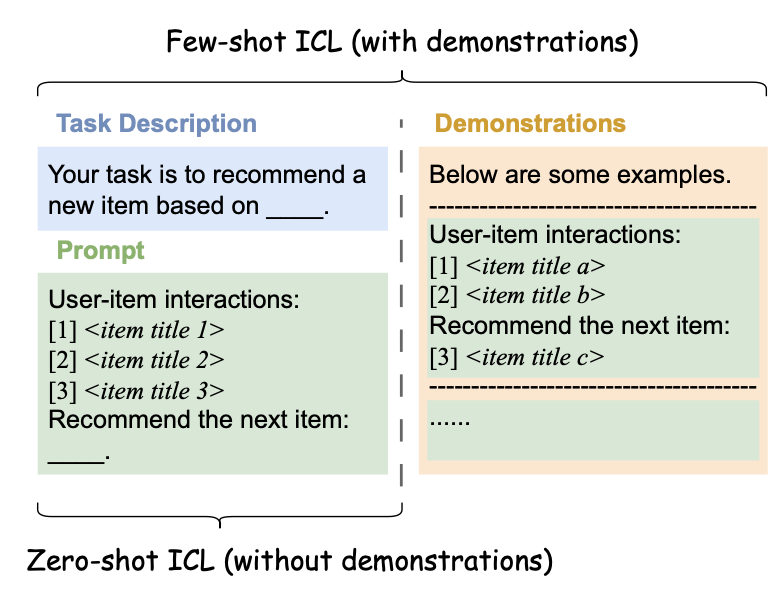 Few-shot ICL (with demonstrations)
Task Description
Your task is to recommend a
new item based on ____.
Prompt
User-item interactions:
[1] <item title 1>
[2] <item title 2>
[3] <item title 3>
Recommend the next item:
____.
Demonstrations
Below are some examples.
---------------------------------------
User-item interactions:
[1] <item title a>
[2] <item title b>
Recommend the next item:
[3] <item title c>
---------------------------------------
......
Zero-shot ICL (without demonstrations)